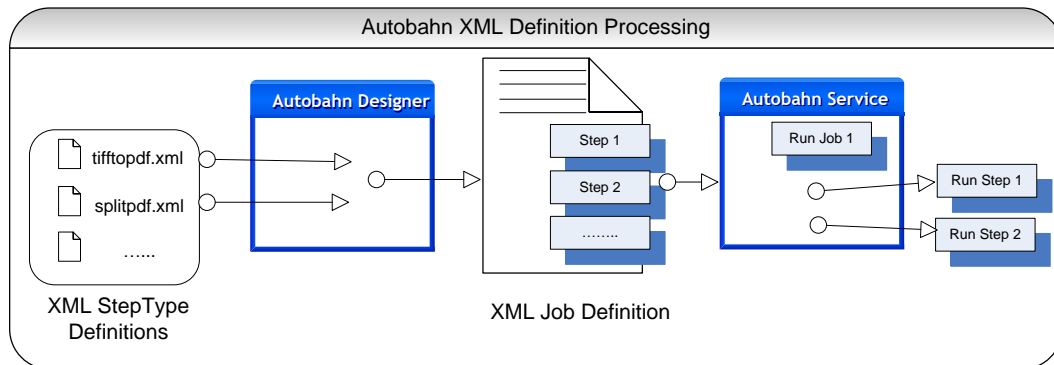 Autobahn XML Definition Processing
Autobahn Designer
Autobahn Service
tifftopdf.xml
splitpdf.xml
…...
XML StepType
Definitions
Step 1
Step 2
……..
XML Job Definition
Run Job 1
Run Step 1
Run Step 2